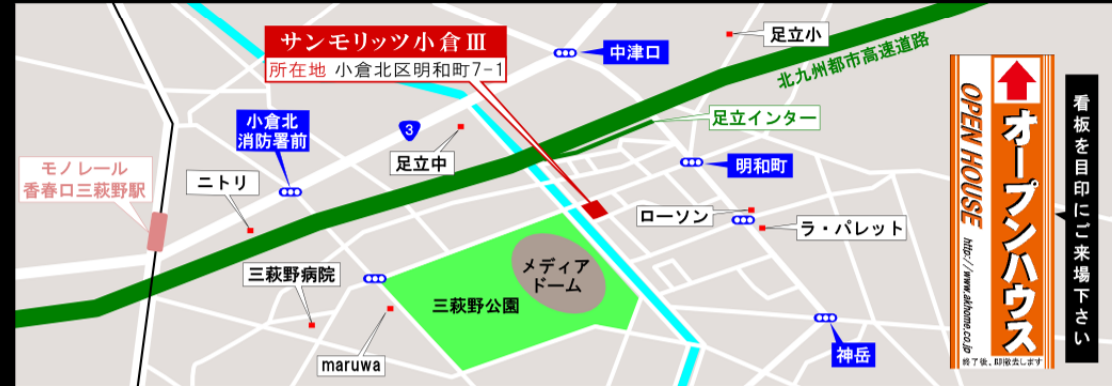 サンモリッツ小倉Ⅲ
所在地 小倉北区明和町7-1
中津口
足立小
北九州都市高速道路
足立インター
小倉北
消防署前
3
足立中
明和町
モノレール
香春口三萩野駅
ニトリ
ローソン
ラ・パレット
三萩野病院
メディア
ドーム
三萩野公園
maruwa
神岳
オープンハウス
OPEN HOUSE
http://www.akhome.co.jp
終了後、即撤去します
看板を目印にご来場下さい